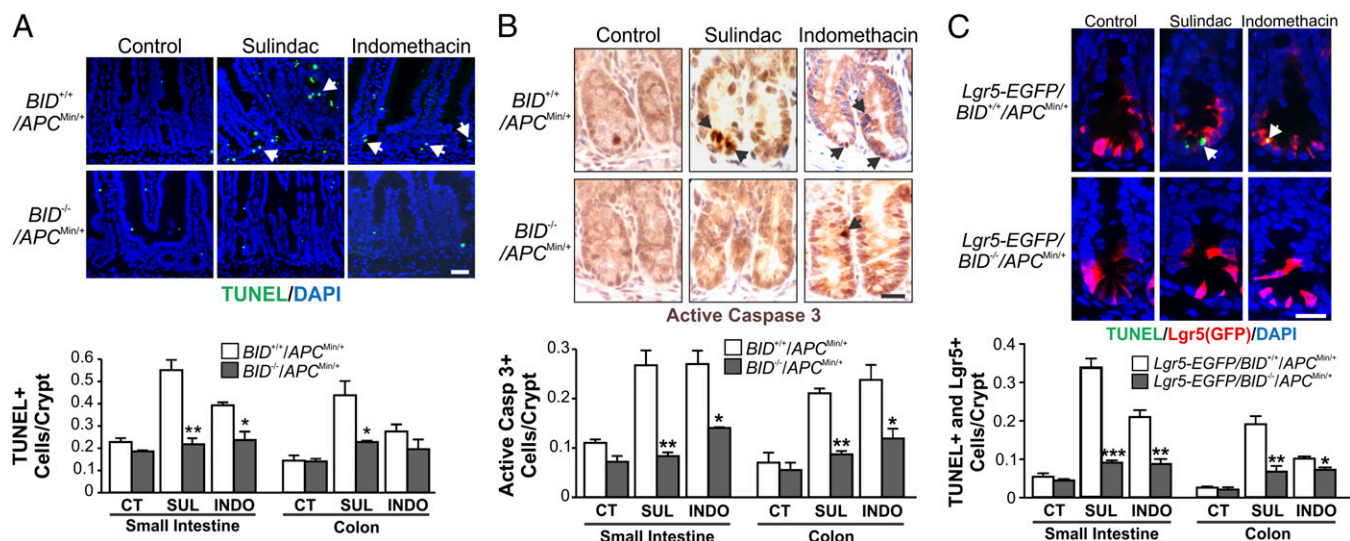 A
Control Sulindac Indomethacin
BID+/+
/APCMin/+
BID-/-
/APCMin/+
TUNEL/DAPI
TUNEL+
Cells/Crypt
0.6
0.5
0.4
0.3
0.2
0.1
0
BID+/+/APCMin/+
BID-/-/APCMin/+
** * *
CT SUL INDO CT SUL INDO
Small Intestine Colon
B
Control Sulindac Indomethacin
BID+/+
/APCMin/+
BID-/-
/APCMin/+
Active Caspase 3
Active Casp 3+
Cells/Crypt
0.3
0.2
0.1
0
BID+/+/APCMin/+
BID-/-/APCMin/+
** * ** *
CT SUL INDO CT SUL INDO
Small Intestine Colon
C
Control Sulindac Indomethacin
Lgr5-EGFP/
BID+/+/APCMin/+
Lgr5-EGFP/
BID-/-/APCMin/+
TUNEL/Lgr5(GFP)/DAPI
TUNEL+ and Lgr5+
Cells/Crypt
0.4
0.3
0.2
0.1
0
Lgr5-EGFP/BID+/+/APCMin/+
Lgr5-EGFP/BID-/-/APCMin/+
*** ** ** *
CT SUL INDO CT SUL INDO
Small Intestine Colon